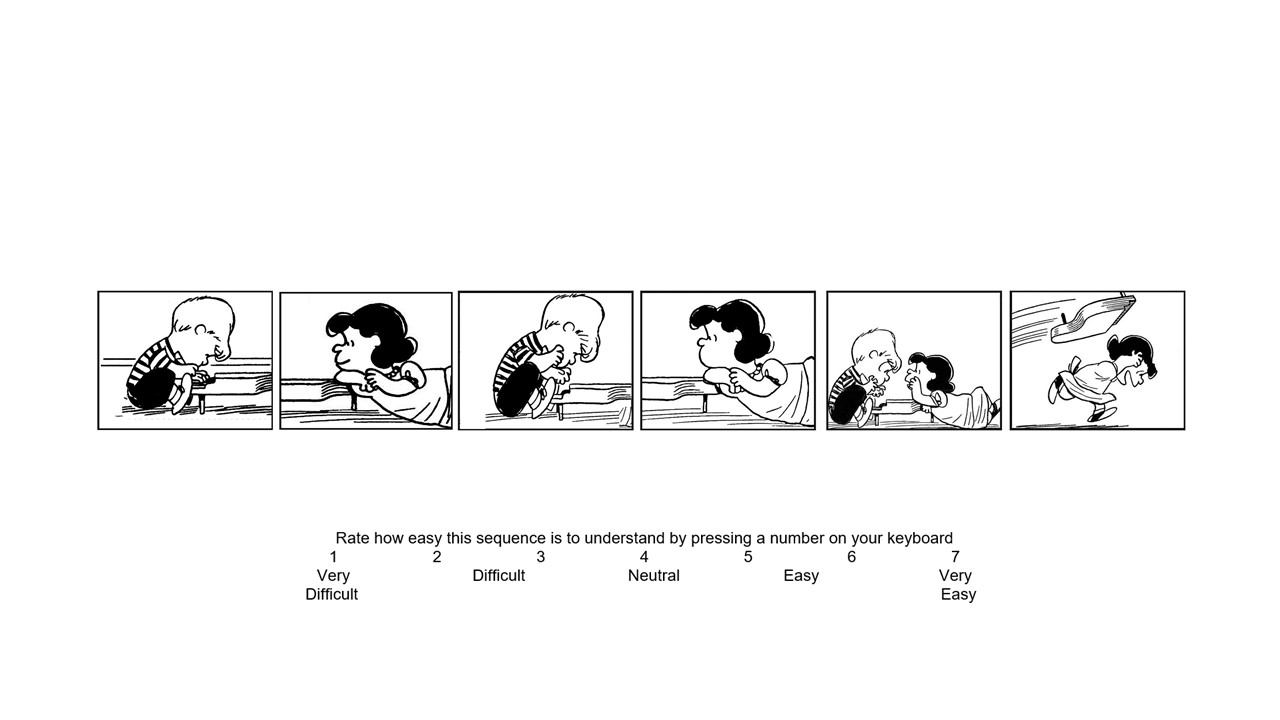 Rate how easy this sequence is to understand by pressing a number on your keyboard
1 2 3 4 5 6 7
Very Difficult Neutral Easy Very
Difficult Easy